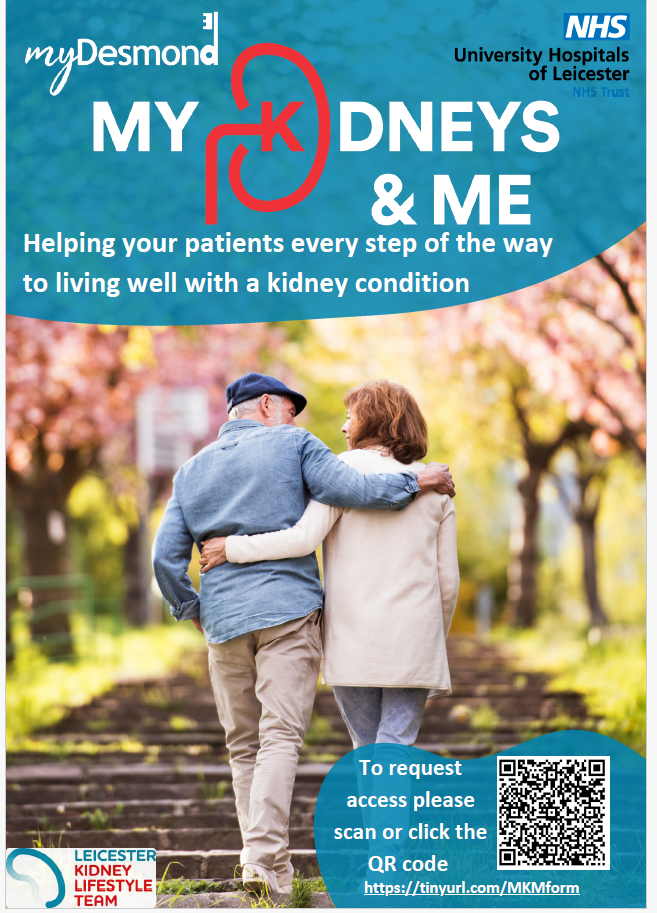 myDesmond
NHS
University Hospitals
of Leicester
NHS Trust
MY KIDNEYS
& ME
Helping your patients every step of the way
to living well with a kidney condition
To request
access please
scan or click the
QR code
https://tinyurl.com/MKMform
LEICESTER
KIDNEY
LIFESTYLE
TEAM